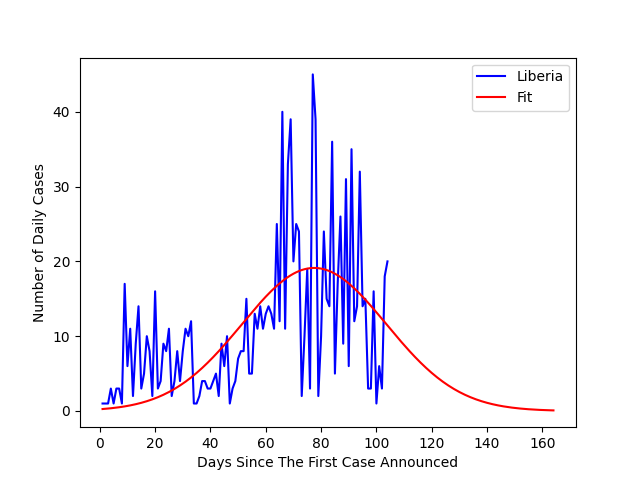 Liberia
Fit
Number of Daily Cases
40
30
20
10
0
0 20 40 60 80 100 120 140 160
Days Since The First Case Announced